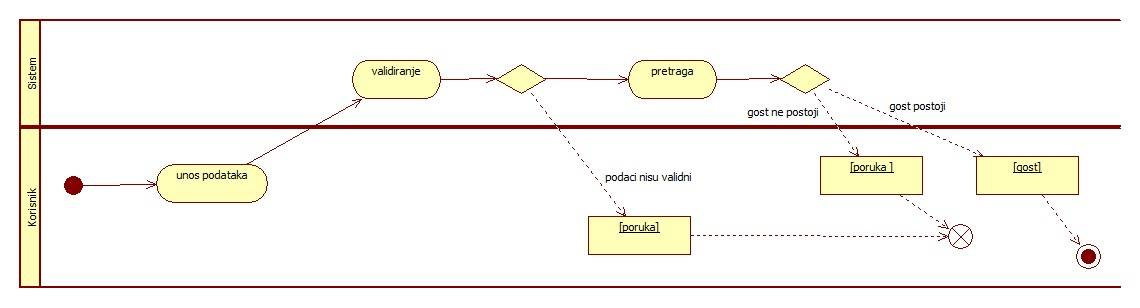 Sistem
validiranje
pretraga
gost ne postoji
gost postoji
Korisnik
unos podataka
podaci nisu validni
[poruka]
[poruka ]
[gost]